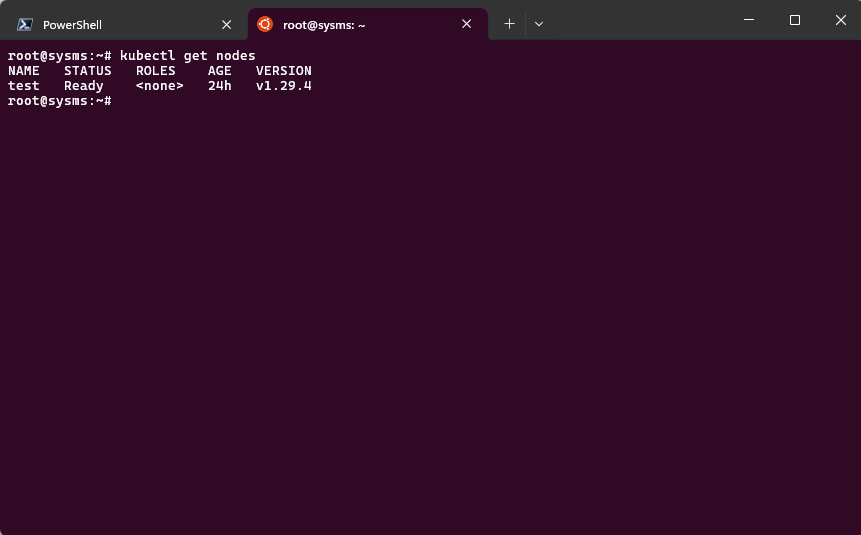 PowerShell
root@sysms: ~
root@sysms:~# kubectl get nodes
NAME   STATUS   ROLES    AGE   VERSION
test   Ready    <none>   24h   v1.29.4
root@sysms:~#